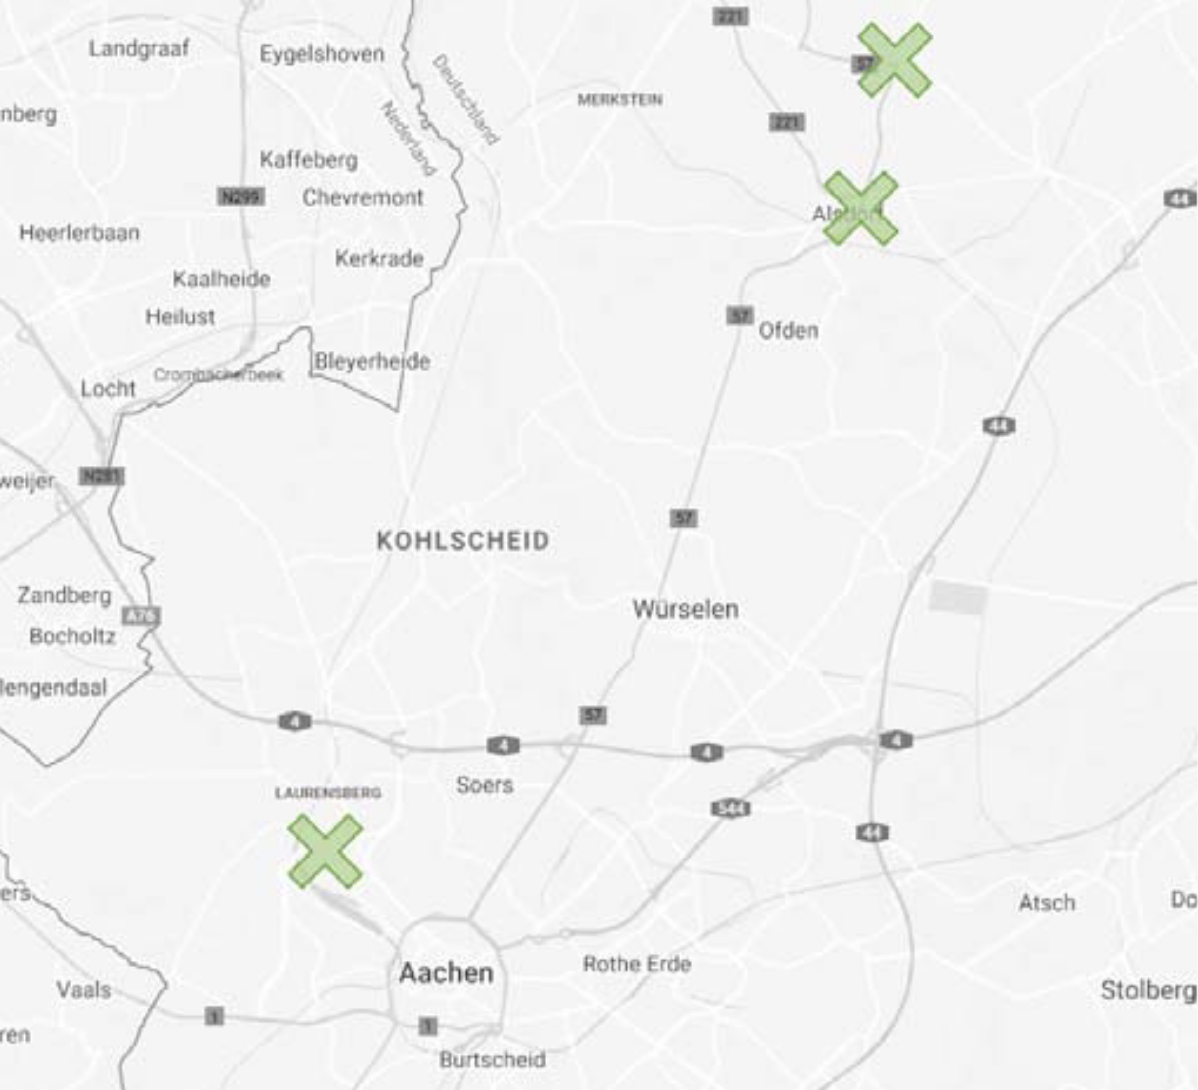 221
Landgraaf
Eygelshoven
57
Deutschland
MERKSTEIN
Nederland
nberg
221
Kaffeberg
N299
Chevremont
44
Heerlerbaan
Alsdorf
Kerkrade
Kaalheide
Heilust
57
Ofden
Bleyerheide
Crombacherbeek
Locht
44
N281
weijer
57
KOHLSCHEID
Zandberg
Würselen
A76
Bocholtz
lengendaal
57
4
4
4
4
Soers
LAURENSBERG
544
44
ers
Atsch
Do
Rothe Erde
Aachen
Vaals
Stolberg
1
1
ren
Burtscheid